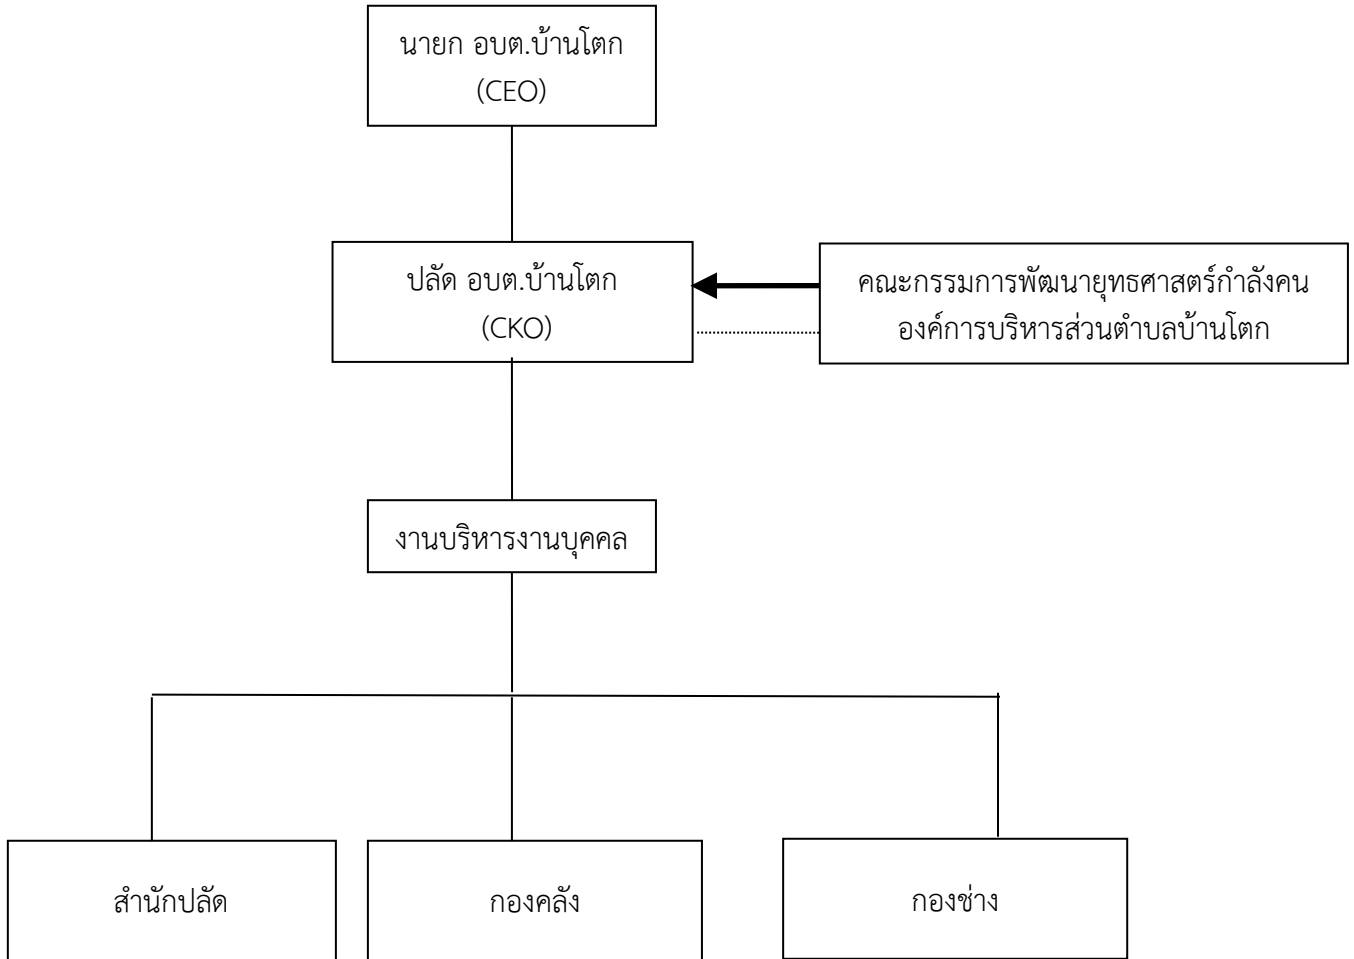 นายก อบต.บ้านโตก
(CEO)
ปลัด อบต.บ้านโตก
(CKO)
คณะกรรมการพัฒนายุทธศาสตร์กำลังคน
องค์การบริหารส่วนตำบลบ้านโตก
งานบริหารงานบุคคล
สำนักปลัด
กองคลัง
กองช่าง